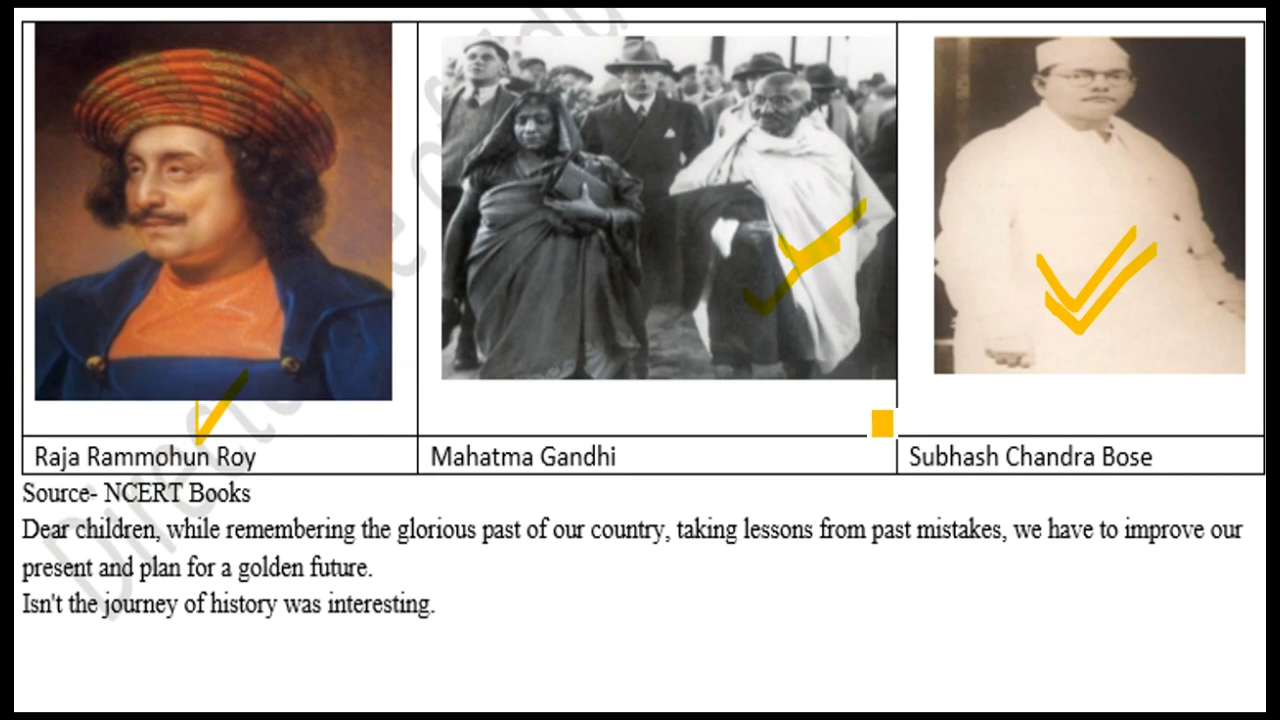 Raja Rammohun Roy
Mahatma Gandhi
Subhash Chandra Bose
Source- NCERT Books
Dear children, while remembering the glorious past of our country, taking lessons from past mistakes, we have to improve our
present and plan for a golden future.
Isn't the journey of history was interesting.